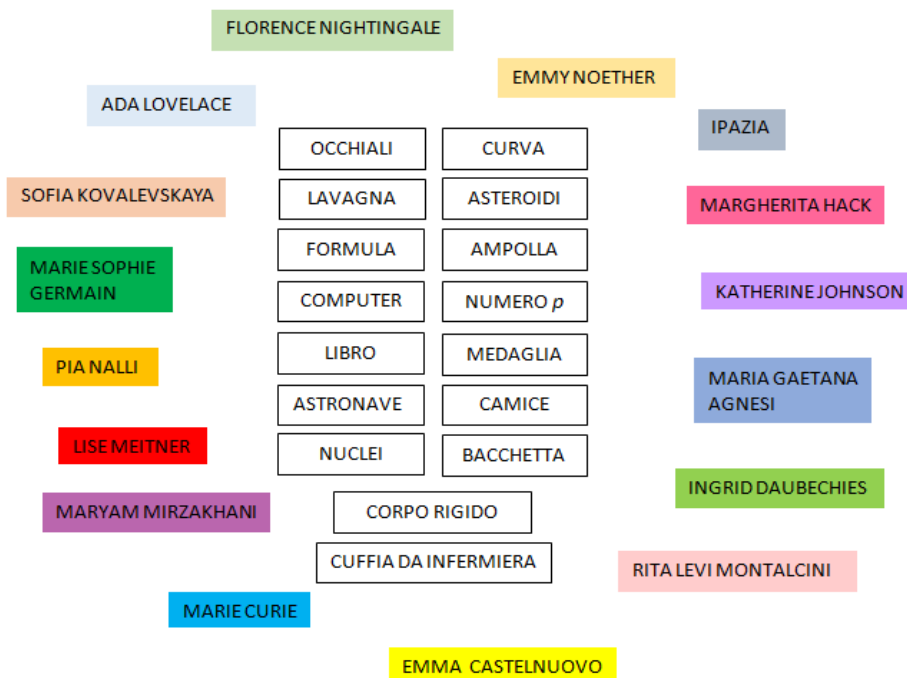 FLORENCE NIGHTINGALE
EMMY NOETHER
ADA LOVELACE
IPAZIA
OCCHIALI
CURVA
SOFIA KOVALEVSKAYA
LAVAGNA
ASTEROIDI
MARGHERITA HACK
FORMULA
AMPOLLA
MARIE SOPHIE
GERMAIN
COMPUTER
NUMERO p
KATHERINE JOHNSON
PIA NALLI
LIBRO
MEDAGLIA
MARIA GAETANA
AGNESI
ASTRONAVE
CAMICE
LISE MEITNER
NUCLEI
BACCHETTA
INGRID DAUBECHIES
MARYAM MIRZAKHANI
CORPO RIGIDO
CUFFIA DA INFERMIERA
RITA LEVI MONTALCINI
MARIE CURIE
EMMA CASTELNUOVO